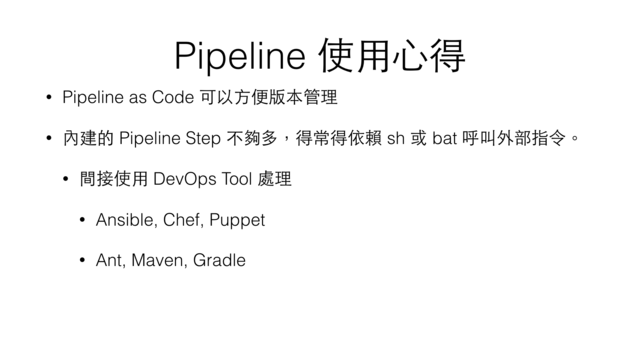 Pipeline 使用心得
• Pipeline as Code 可以方便版本管理
• 內建的 Pipeline Step 不夠多，得常得依賴 sh 或 bat 呼叫外部指令。
• 間接使用 DevOps Tool 處理
• Ansible, Chef, Puppet
• Ant, Maven, Gradle